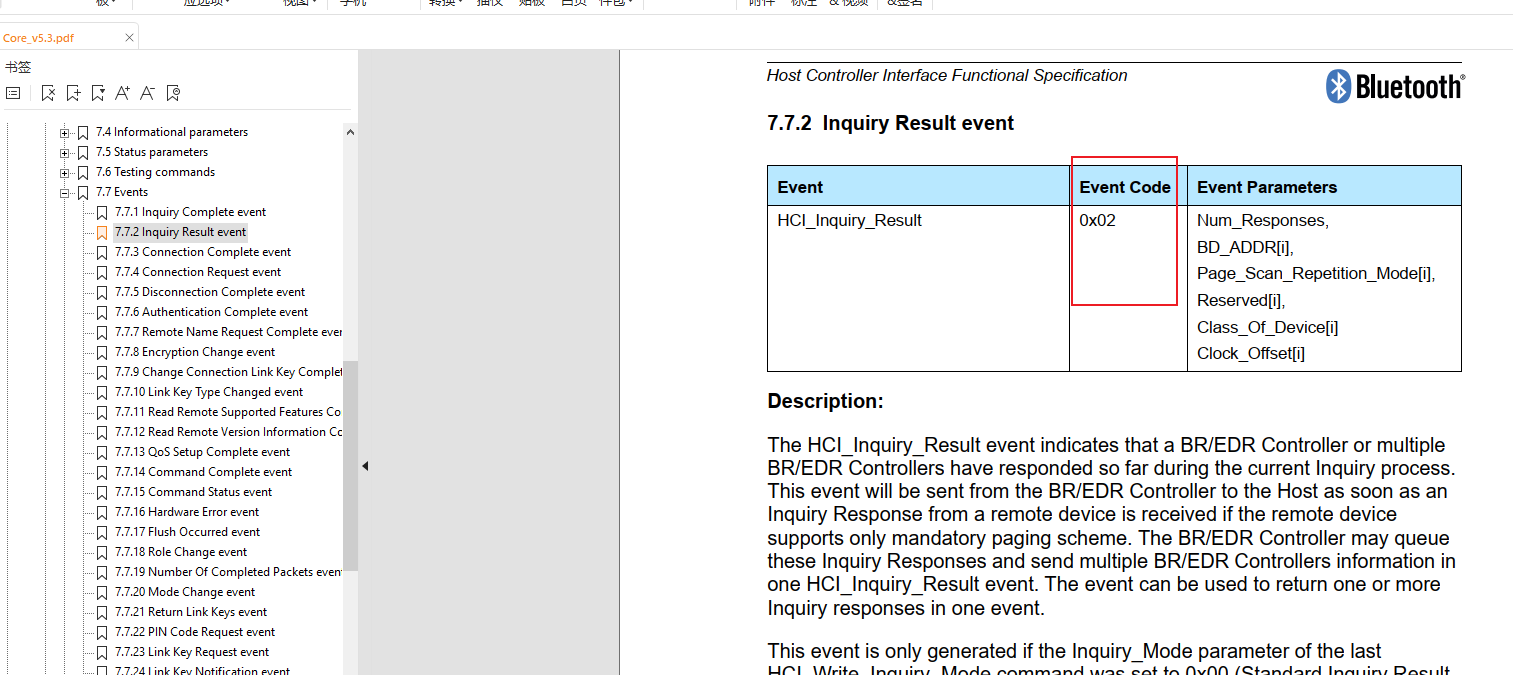 Core_v5.3.pdf
书签
7.4 Informational parameters
7.5 Status parameters
7.6 Testing commands
7.7 Events
7.7.1 Inquiry Complete event
7.7.2 Inquiry Result event
7.7.3 Connection Complete event
7.7.4 Connection Request event
7.7.5 Disconnection Complete event
7.7.6 Authentication Complete event
7.7.7 Remote Name Request Complete ever
7.7.8 Encryption Change event
7.7.9 Change Connection Link Key Complet
7.7.10 Link Key Type Changed event
7.7.11 Read Remote Supported Features Co
7.7.12 Read Remote Version Information Cc
7.7.13 QoS Setup Complete event
7.7.14 Command Complete event
7.7.15 Command Status event
7.7.16 Hardware Error event
7.7.17 Flush Occurred event
7.7.18 Role Change event
7.7.19 Number Of Completed Packets event
7.7.20 Mode Change event
7.7.21 Return Link Keys event
7.7.22 PIN Code Request event
7.7.23 Link Key Request event
7.7.24 Link Key Notification event
Host Controller Interface Functional Specification
Bluetooth®
7.7.2 Inquiry Result event
Event Event Code Event Parameters
HCI_Inquiry_Result 0x02 Num_Responses,
BD_ADDR[i],
Page_Scan_Repetition_Mode[i],
Reserved[i],
Class_Of_Device[i]
Clock_Offset[i]
Description:
The HCI_Inquiry_Result event indicates that a BR/EDR Controller or multiple
BR/EDR Controllers have responded so far during the current Inquiry process.
This event will be sent from the BR/EDR Controller to the Host as soon as an
Inquiry Response from a remote device is received if the remote device
supports only mandatory paging scheme. The BR/EDR Controller may queue
these Inquiry Responses and send multiple BR/EDR Controllers information in
one HCI_Inquiry_Result event. The event can be used to return one or more
Inquiry responses in one event.
This event is only generated if the Inquiry_Mode parameter of the last
HCI_Write_Inquiry_Mode command was set to 0x00 (Standard Inquiry Result